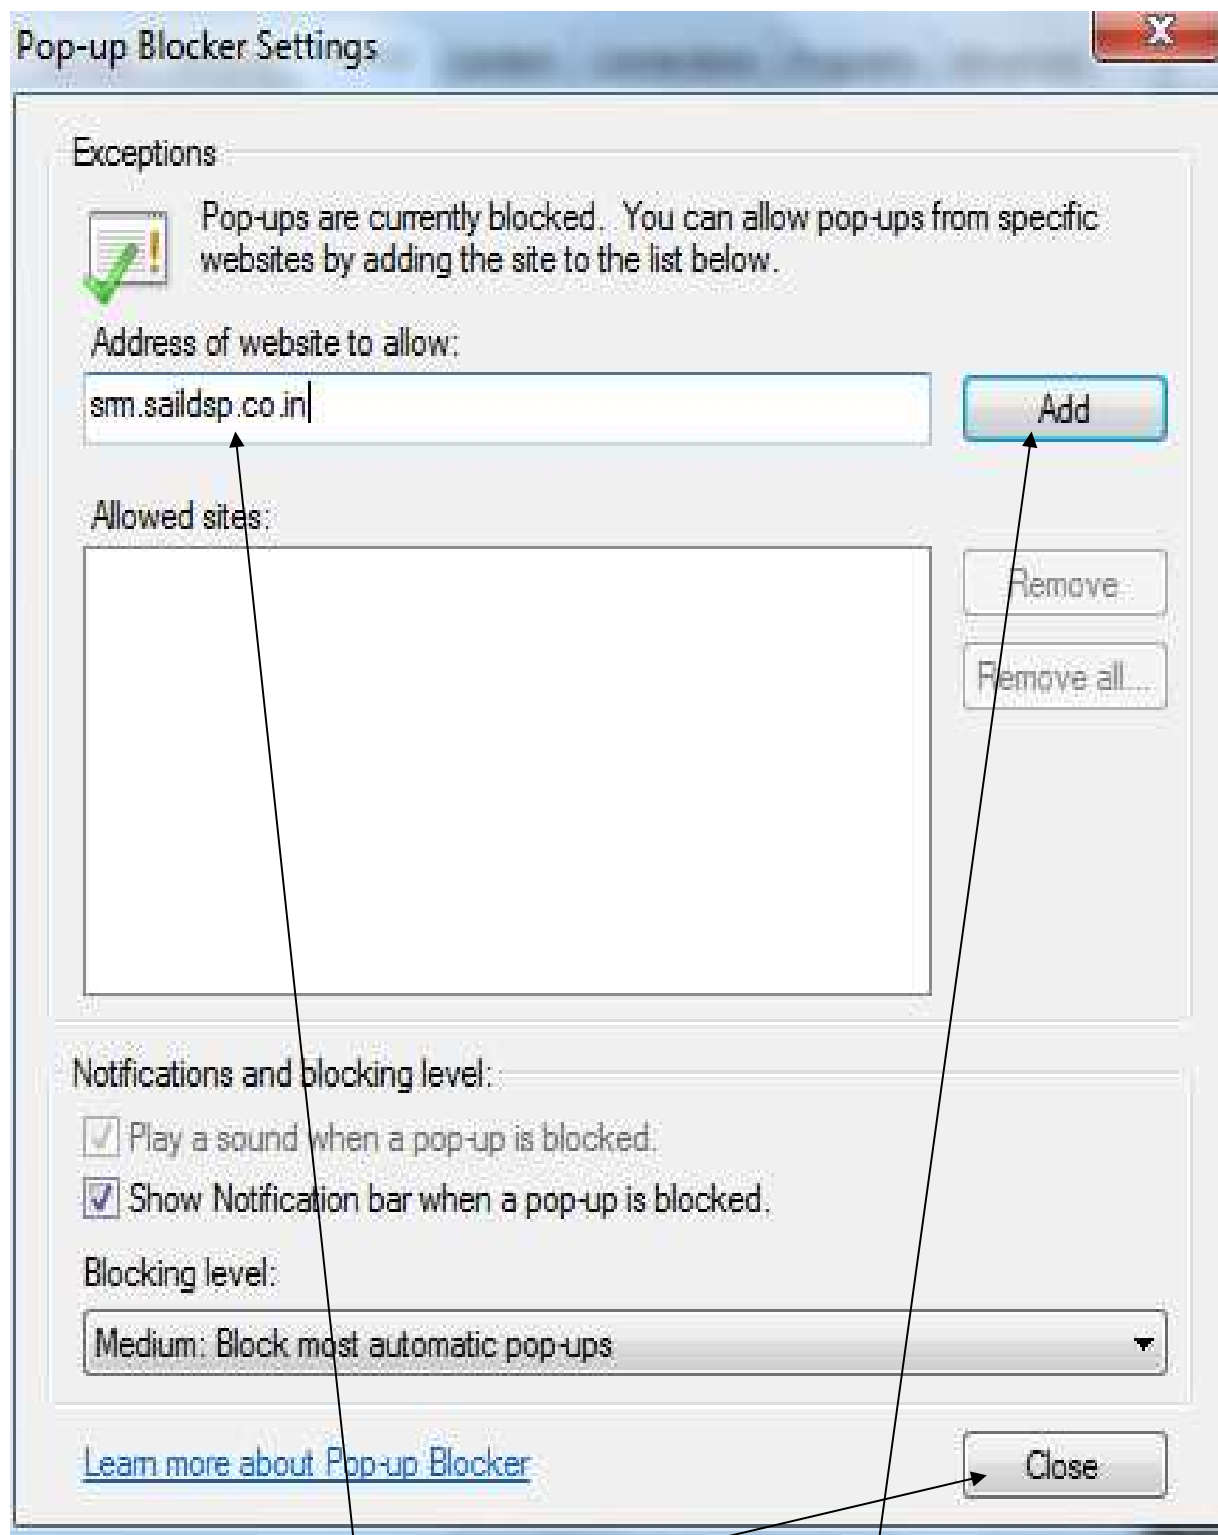 Pop-up Blocker Settings
Exceptions
Pop-ups are currently blocked. You can allow pop-ups from specific
websites by adding the site to the list below.
Address of website to allow:
srm.saildsp.co.in
Add
Allowed sites:
Remove
Remove all...
Notifications and blocking level:
Play a sound when a pop-up is blocked.
Show Notification bar when a pop-up is blocked.
Blocking level:
Medium: Block most automatic pop-ups
Learn more about Pop-up Blocker
Close